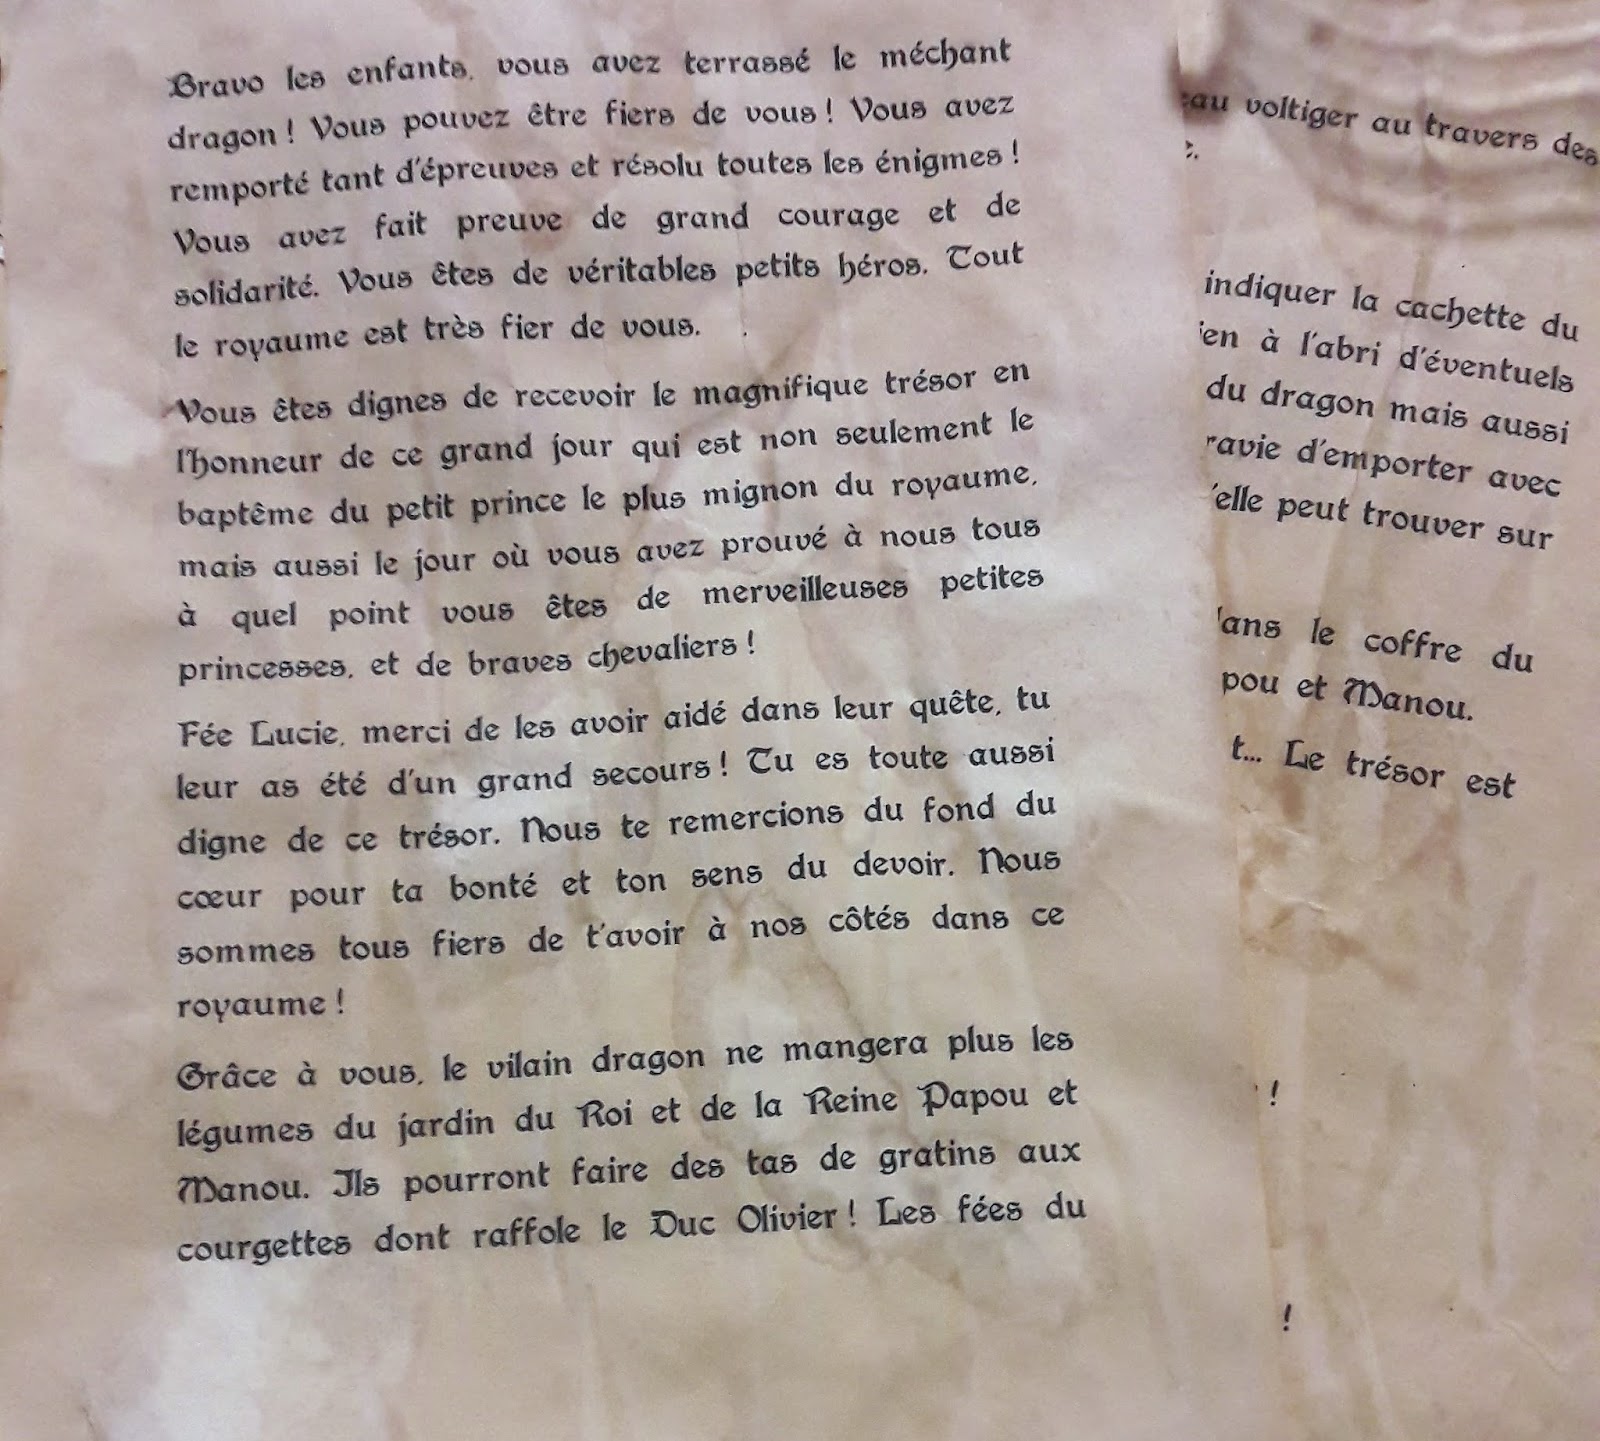 Bravo les enfants, vous avez terrassé le méchant
dragon ! Vous pouvez être fiers de vous ! Vous avez
remporté tant d'épreuves et résolu toutes les énigmes !
Vous avez fait preuve de grand courage et de
solidarité. Vous êtes de véritables petits héros. Tout
le royaume est très fier de vous.
Vous êtes dignes de recevoir le magnifique trésor en
l'honneur de ce grand jour qui est non seulement le
baptême du petit prince le plus mignon du royaume,
mais aussi le jour où vous avez prouvé à nous tous
à quel point vous êtes de merveilleuses petites
princesses, et de braves chevaliers !
Fée Lucie, merci de les avoir aidé dans leur quête, tu
leur as été d'un grand secours ! Tu es toute aussi
digne de ce trésor. Nous te remercions du fond du
cœur pour ta bonté et ton sens du devoir. Nous
sommes tous fiers de t'avoir à nos côtés dans ce
royaume !
Grâce à vous, le vilain dragon ne mangera plus les
légumes du jardin du Roi et de la Reine Papou et
Manou. Ils pourront faire des tas de gratins aux
courgettes dont raffole le Duc Olivier ! Les fées du
eau voltiger au travers des
indiquer la cachette du
en à l'abri d'éventuels
du dragon mais aussi
ravie d'emporter avec
elle peut trouver sur
ans le coffre du
pou et Manou.
t... Le trésor est
!
!